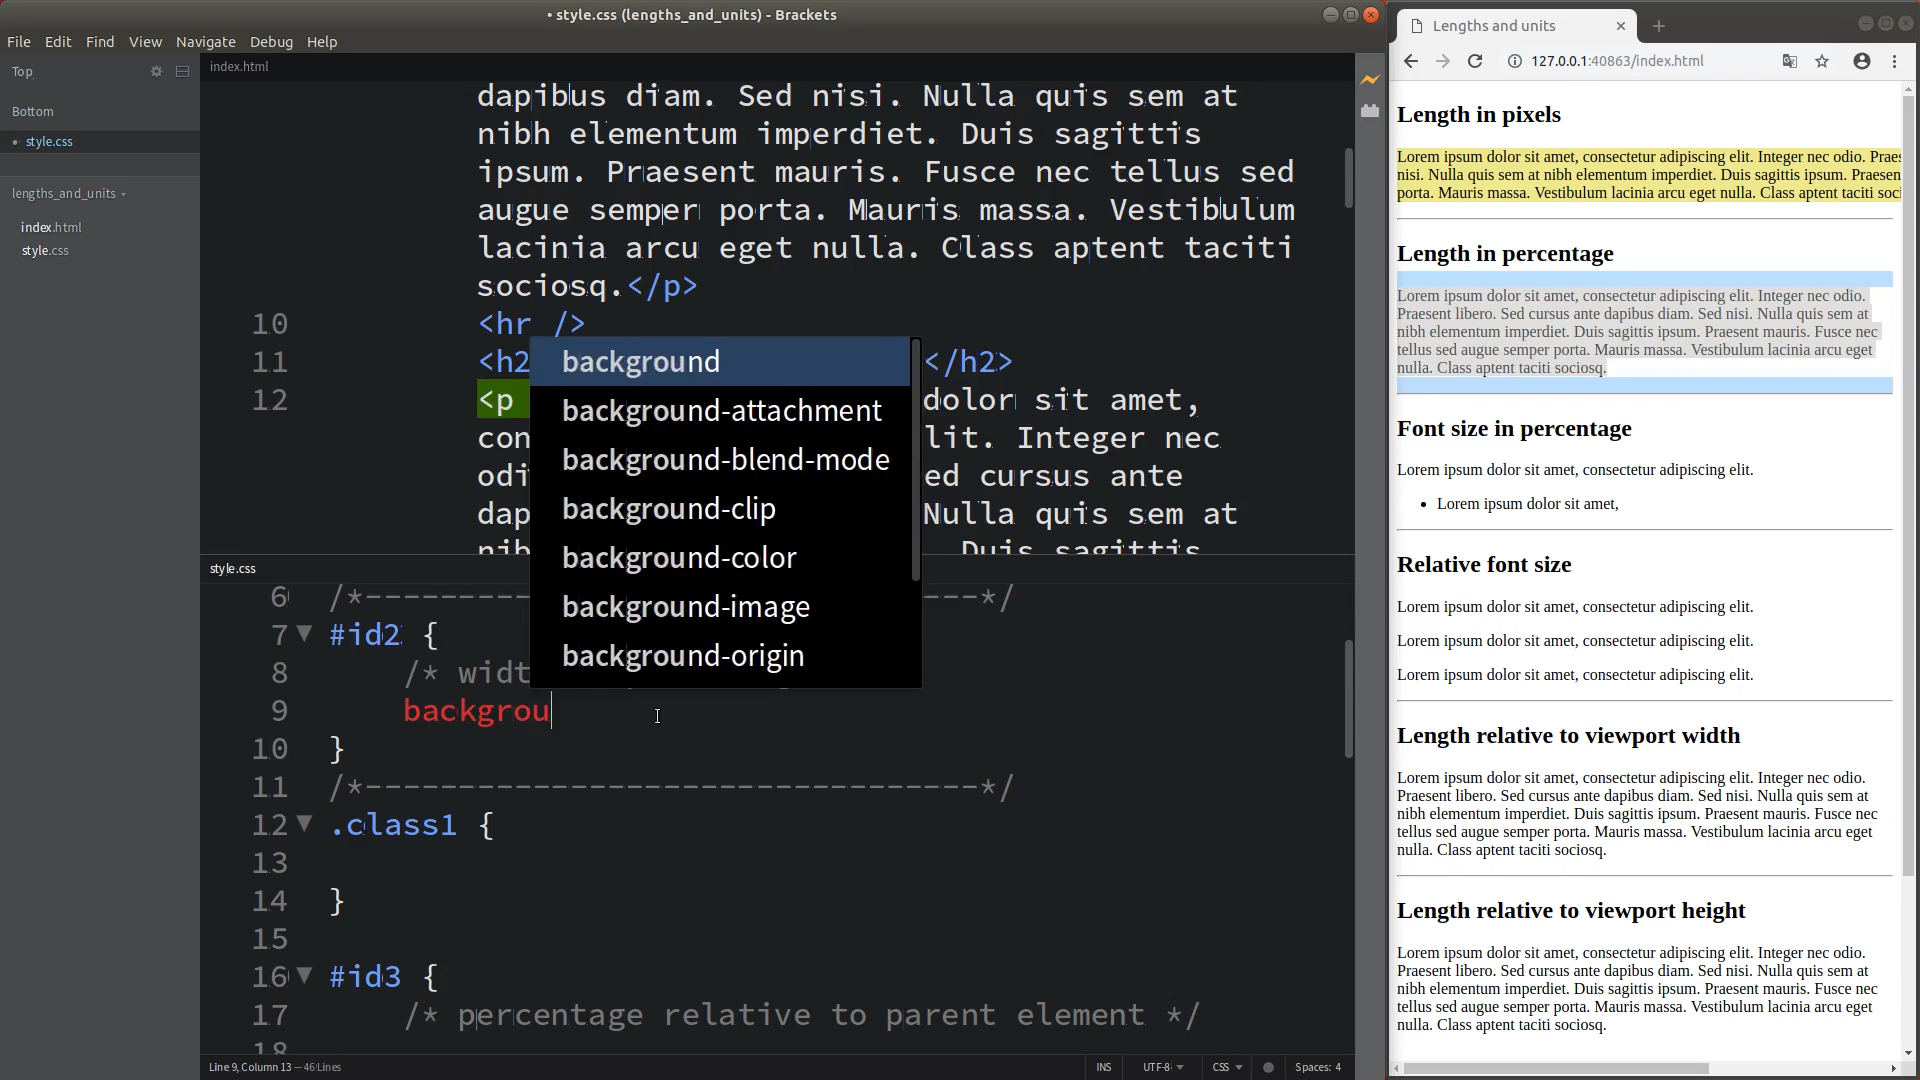 • style.css (lengths_and_units) - Brackets
File Edit Find View Navigate Debug Help
Top
Bottom
• style.css
lengths_and_units
index.html
style.css
index.html
dapibus diam. Sed nisi. Nulla quis sem at
nibh elementum imperdiet. Duis sagittis
ipsum. Praesent mauris. Fusce nec tellus sed
augue semper porta. Mauris massa. Vestibulum
lacinia arcu eget nulla. Class aptent taciti
sociosq.</p>
10 <hr />
11 <h2 </h2>
12 <p dolor sit amet,
con lit. Integer nec
odi ed cursus ante
dap Nulla quis sem at
nib Duis sagittis
background
background-attachment
background-blend-mode
background-clip
background-color
background-image
background-origin
style.css
6 /*---------- ---*/
7 #id2 {
8 /* widt
9 backgrou
10 }
11 /*---------------------------------*/
12 .class1 {
13
14 }
15
16 #id3 {
17 /* percentage relative to parent element */
18
Line 9, Column 13 — 46 Lines
INS UTF-8 CSS Spaces: 4
Lengths and units
127.0.0.1:40863/index.html
Length in pixels
Lorem ipsum dolor sit amet, consectetur adipiscing elit. Integer nec odio. Praes
nisi. Nulla quis sem at nibh elementum imperdiet. Duis sagittis ipsum. Praesen
porta. Mauris massa. Vestibulum lacinia arcu eget nulla. Class aptent taciti soci
Length in percentage
Lorem ipsum dolor sit amet, consectetur adipiscing elit. Integer nec odio.
Praesent libero. Sed cursus ante dapibus diam. Sed nisi. Nulla quis sem at
nibh elementum imperdiet. Duis sagittis ipsum. Praesent mauris. Fusce nec
tellus sed augue semper porta. Mauris massa. Vestibulum lacinia arcu eget
nulla. Class aptent taciti sociosq.
Font size in percentage
Lorem ipsum dolor sit amet, consectetur adipiscing elit.
• Lorem ipsum dolor sit amet,
Relative font size
Lorem ipsum dolor sit amet, consectetur adipiscing elit.
Lorem ipsum dolor sit amet, consectetur adipiscing elit.
Lorem ipsum dolor sit amet, consectetur adipiscing elit.
Length relative to viewport width
Lorem ipsum dolor sit amet, consectetur adipiscing elit. Integer nec odio.
Praesent libero. Sed cursus ante dapibus diam. Sed nisi. Nulla quis sem at
nibh elementum imperdiet. Duis sagittis ipsum. Praesent mauris. Fusce nec
tellus sed augue semper porta. Mauris massa. Vestibulum lacinia arcu eget
nulla. Class aptent taciti sociosq.
Length relative to viewport height
Lorem ipsum dolor sit amet, consectetur adipiscing elit. Integer nec odio.
Praesent libero. Sed cursus ante dapibus diam. Sed nisi. Nulla quis sem at
nibh elementum imperdiet. Duis sagittis ipsum. Praesent mauris. Fusce nec
tellus sed augue semper porta. Mauris massa. Vestibulum lacinia arcu eget
nulla. Class aptent taciti sociosq.